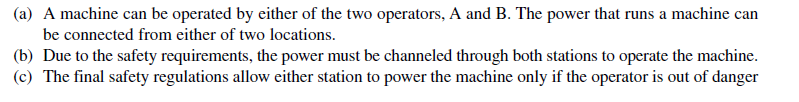 (a) A machine can be operated by either of the two operators, A and B. The power that runs a machine can
be connected from either of two locations.
(b) Due to the safety requirements, the power must be channeled through both stations to operate the machine.
(c) The final safety regulations allow either station to power the machine only if the operator is out of danger